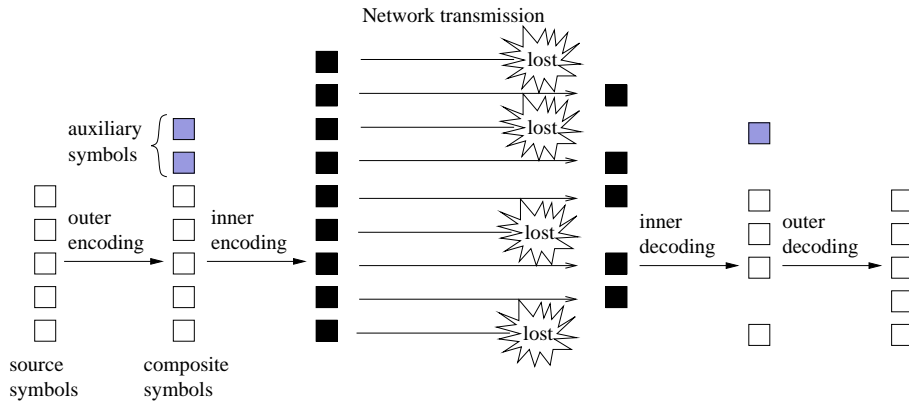 Network transmission
lost
lost
auxiliary
symbols
outer
encoding
inner
encoding
lost
inner
decoding
outer
decoding
lost
source
symbols
composite
symbols